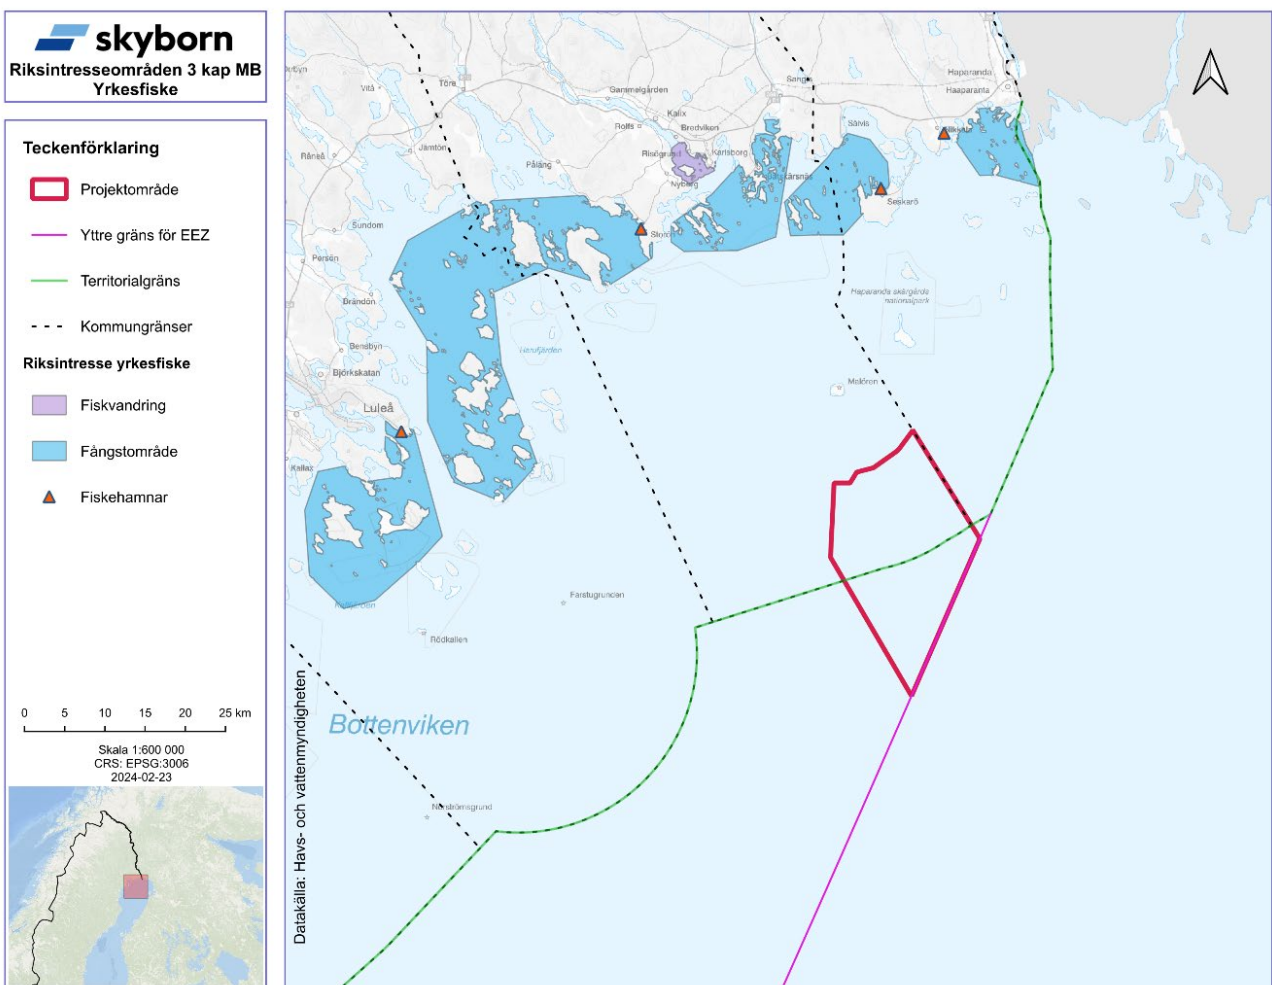 skyborn
Riksintresseområden 3 kap MB
Yrkesfiske
Teckenförklaring
Projektområde
Yttre gräns för EEZ
Territorialgräns
Kommungränser
Riksintresse yrkesfiske
Fiskvandring
Fångstområde
Fiskehamnar
0 5 10 15 20 25 km
Skala 1:600 000
CRS: EPSG:3006
2024-02-23
Datakälla: Havs- och vattenmyndigheten
Vitå
Töre
Gammelgården
Kalix
Rolfs
Bredviken
Sangis
Haparanda
Haaparanta
Säivis
Råneå
Jämtön
Påläng
Risögrund
Karlsborg
Nyborg
Seskarö
Sundom
Persön
Brändön
Bensbyn
Björkskatan
Luleå
Kallax
Haparanda skärgårds
nationalpark
Malören
Farstugrunden
Rödkallen
Bottenviken
Norströmsgrund